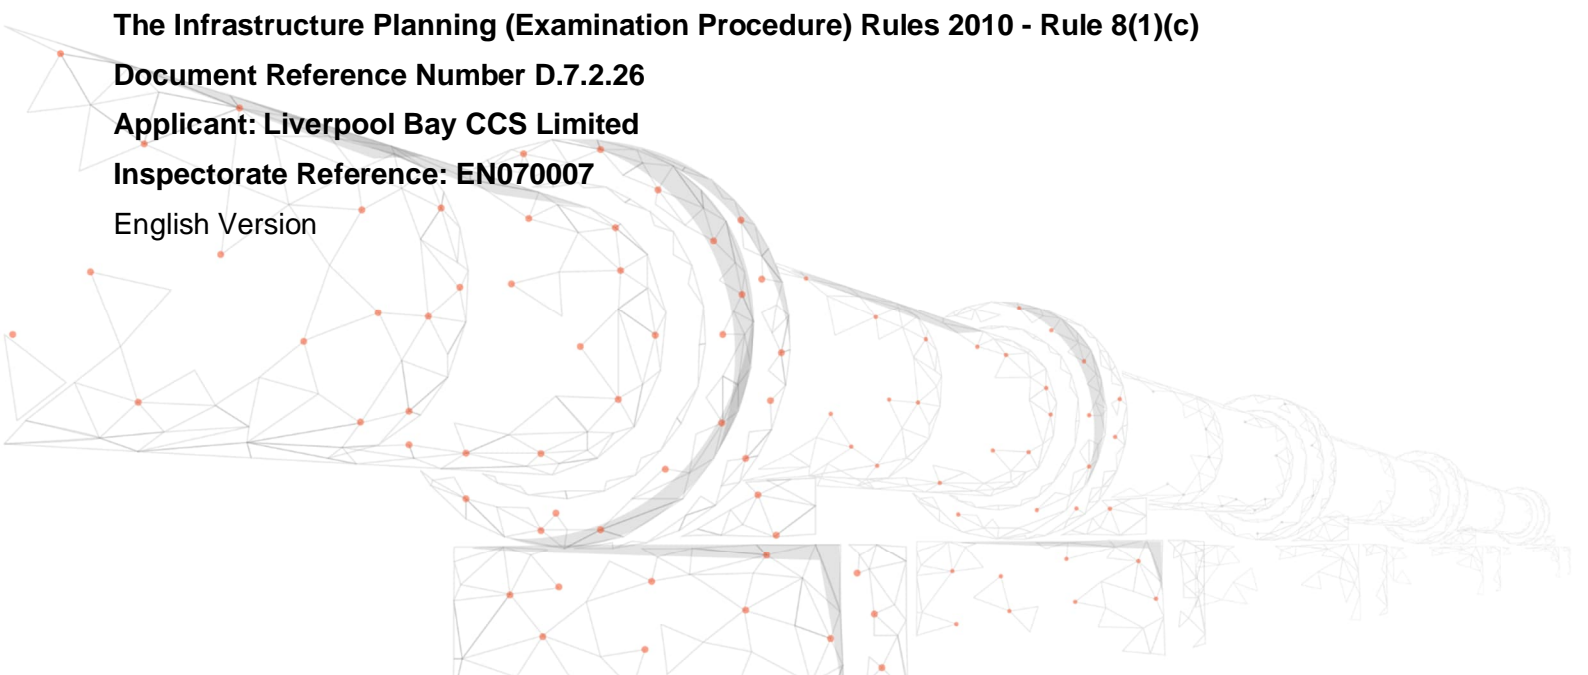 The Infrastructure Planning (Examination Procedure) Rules 2010 - Rule 8(1)(c)
Document Reference Number D.7.2.26
Applicant: Liverpool Bay CCS Limited
Inspectorate Reference: EN070007
English Version